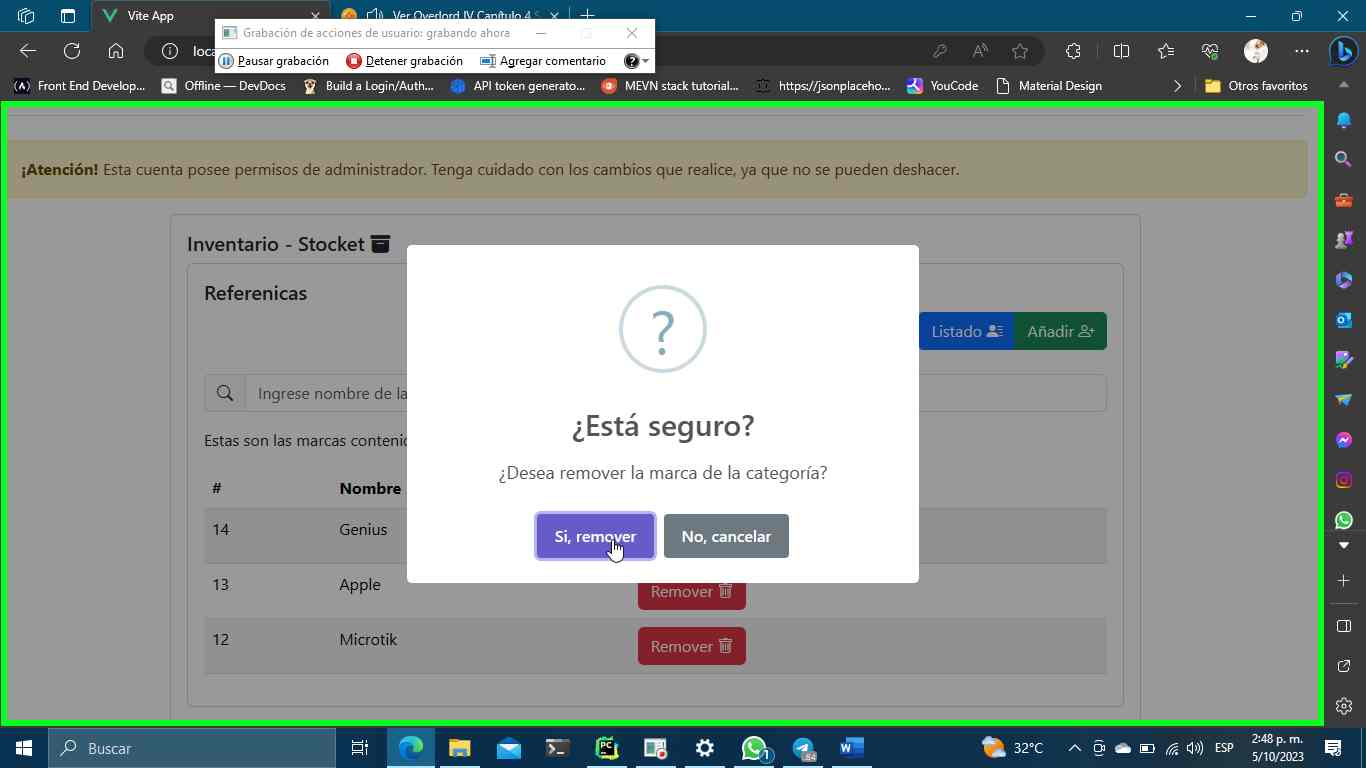 Vite App
Ver Overlord IV Capítulo 4 S
Grabación de acciones de usuario: grabando ahora
Pausar grabación
Detener grabación
Agregar comentario
loca
Front End Develop...
Offline — DevDocs
Build a Login/Auth...
API token generato...
MEVN stack tutorial...
https://jsonplaceho...
YouCode
Material Design
Otros favoritos
¡Atención! Esta cuenta posee permisos de administrador. Tenga cuidado con los cambios que realice, ya que no se pueden deshacer.
Inventario - Stocket
Referenicas
Listado
Añadir
Ingrese nombre de la
Estas son las marcas contenid
# Nombre
14 Genius
13 Apple Remover
12 Microtik Remover
?
¿Está seguro?
¿Desea remover la marca de la categoría?
Si, remover
No, cancelar
Buscar
PC
1
64
32°C
ESP
2:48 p. m.
5/10/2023